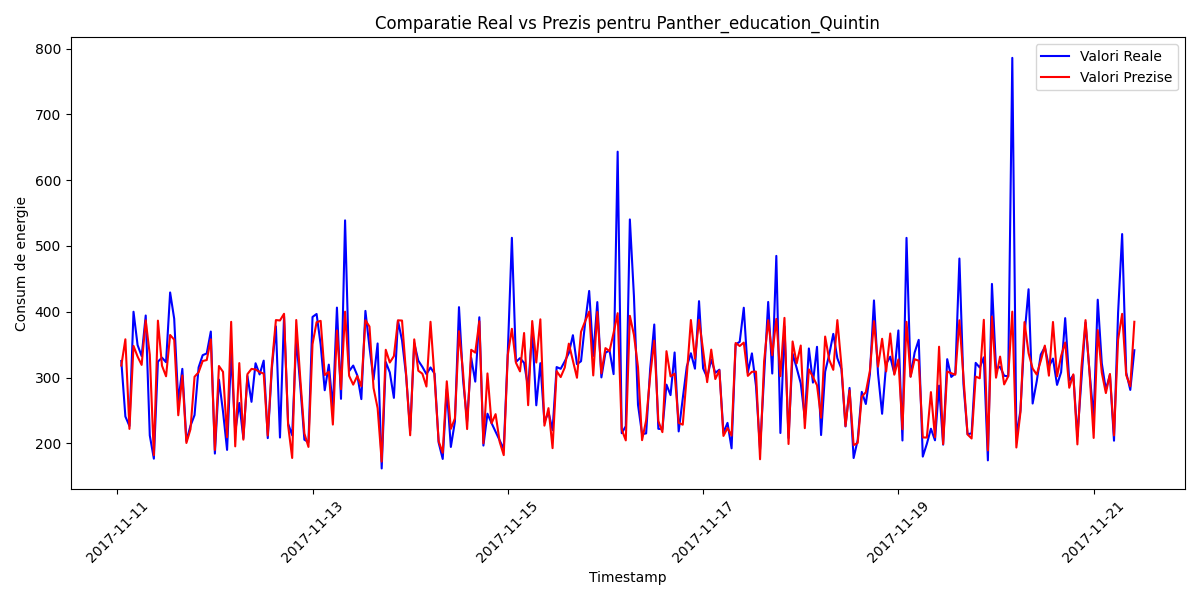 Comparatie Real vs Prezis pentru Panther_education_Quintin
Valori Reale
Valori Prezise
Consum de energie
800
700
600
500
400
300
200
2017-11-11
2017-11-13
2017-11-15
2017-11-17
2017-11-19
2017-11-21
Timestamp